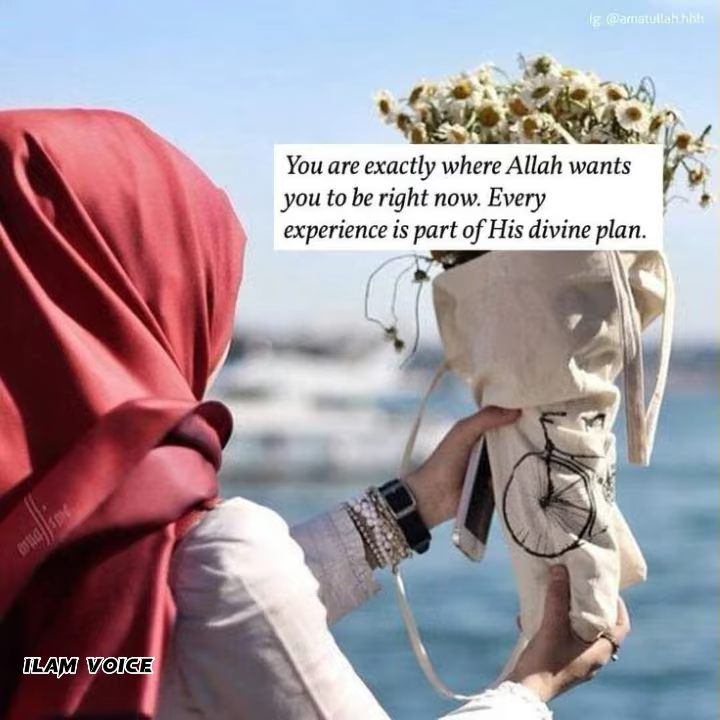 Ig: @amatullah.hhh
You are exactly where Allah wants
you to be right now. Every
experience is part of His divine plan.
ILAM VOICE